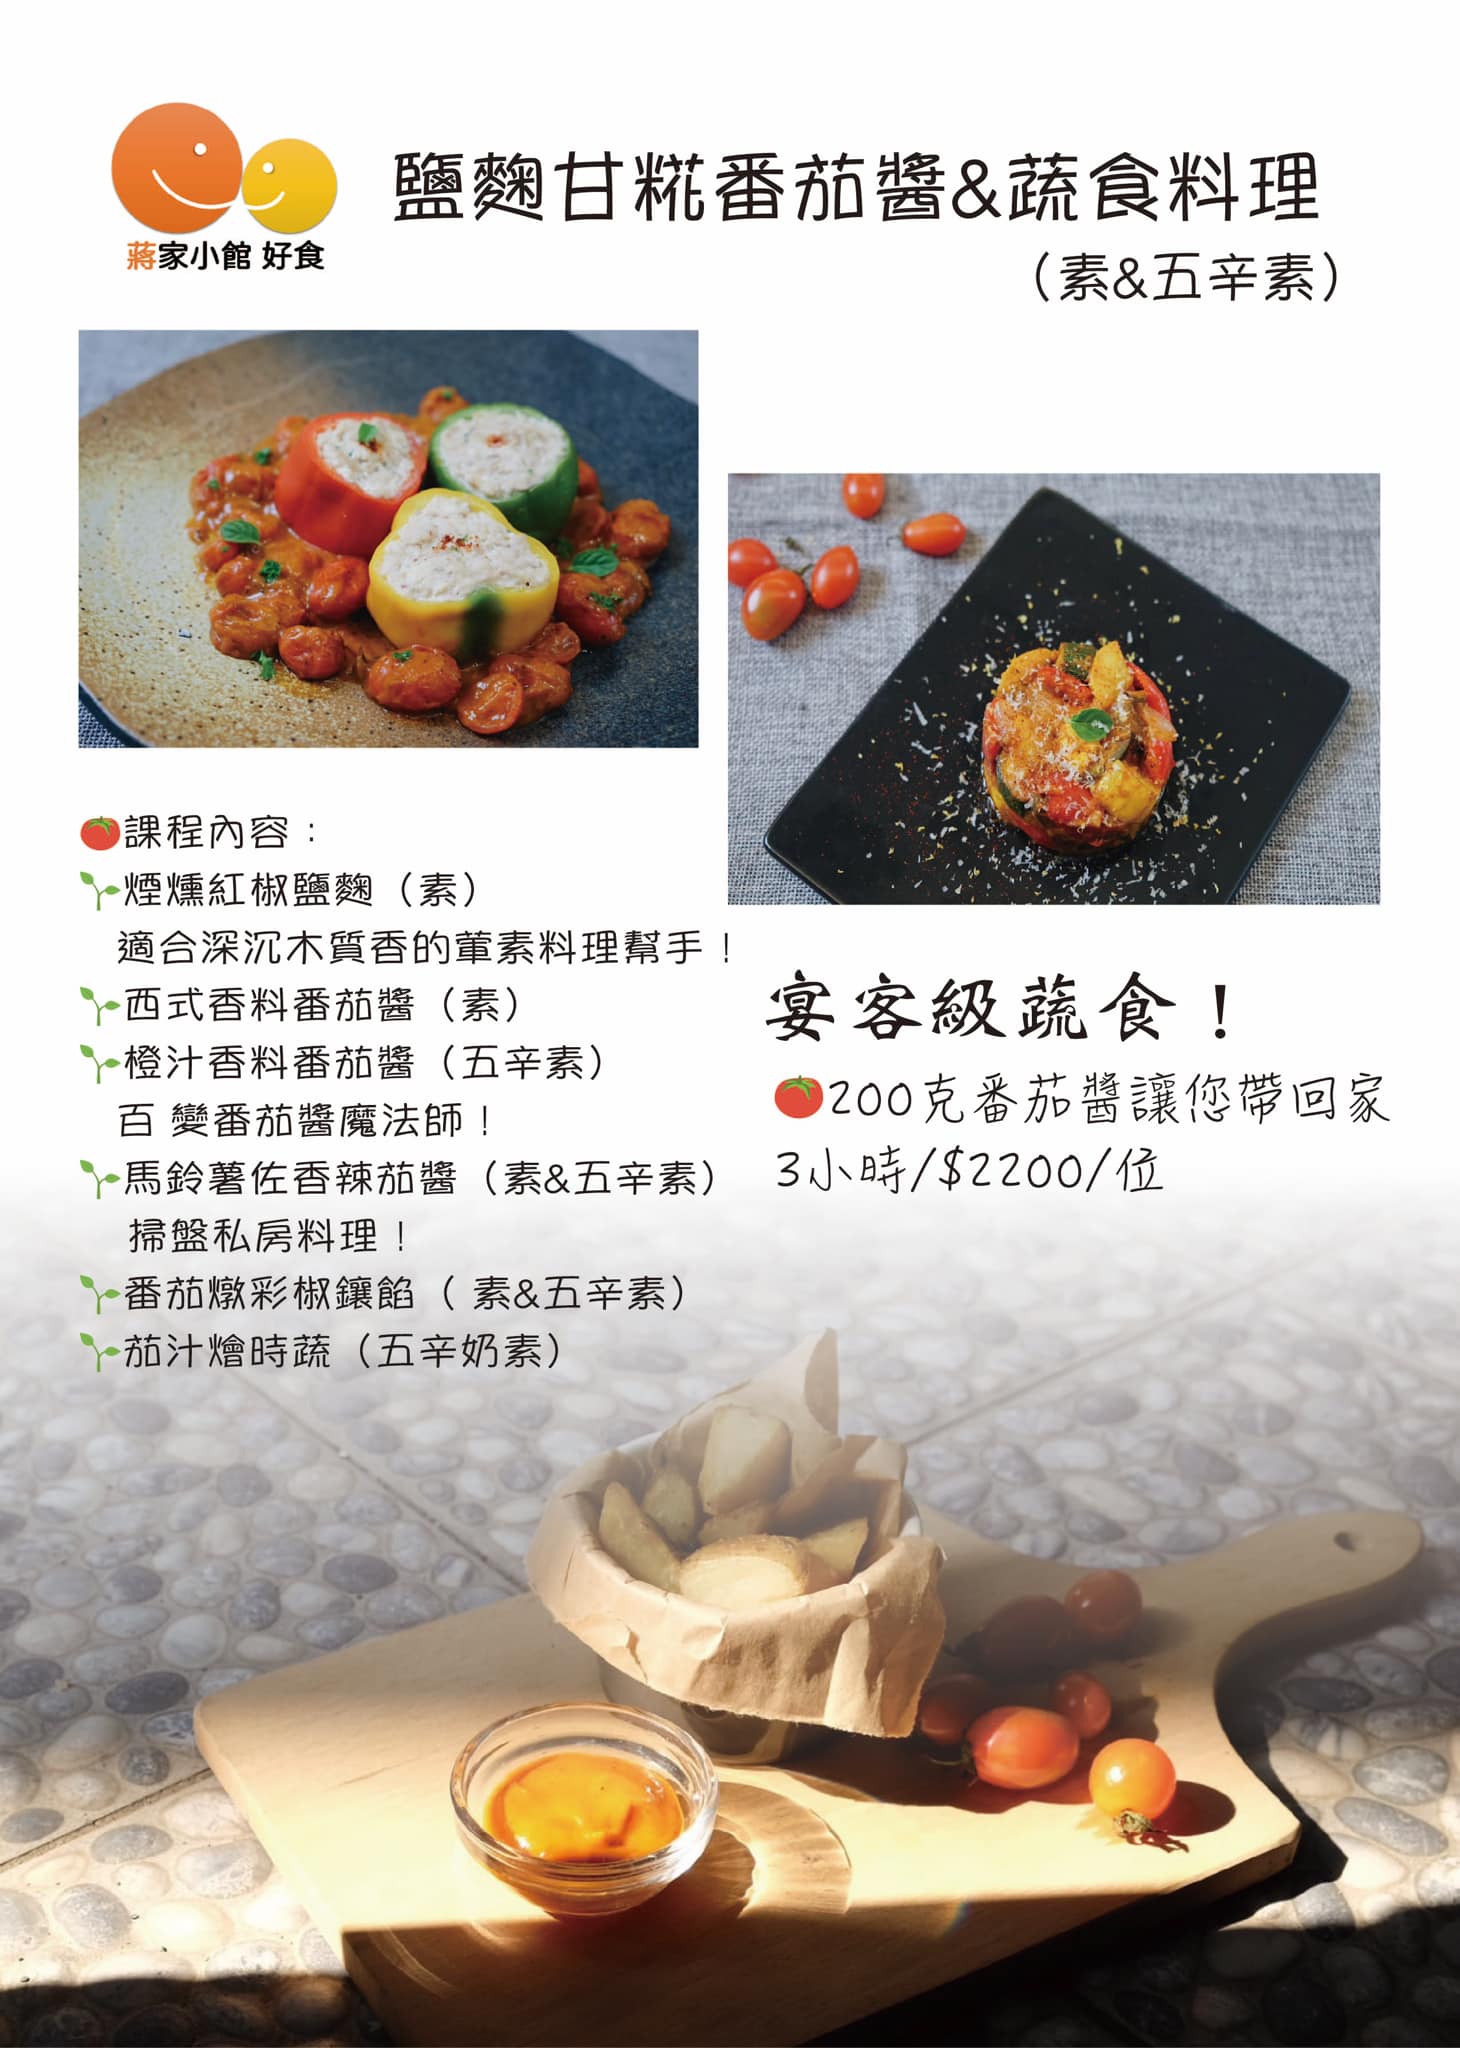 蔣家小館 好食
鹽麴甘糀番茄醬&蔬食料理
（素&五辛素）
課程內容：
煙燻紅椒鹽麴（素）
適合深沉木質香的葷素料理幫手！
西式香料番茄醬（素）
橙汁香料番茄醬（五辛素）
百 變番茄醬魔法師！
馬鈴薯佐香辣茄醬（素&五辛素）
掃盤私房料理！
番茄燉彩椒鑲餡（ 素&五辛素）
茄汁燴時蔬（五辛奶素）
宴客級蔬食！
200克番茄醬讓您帶回家
3小時/$2200/位